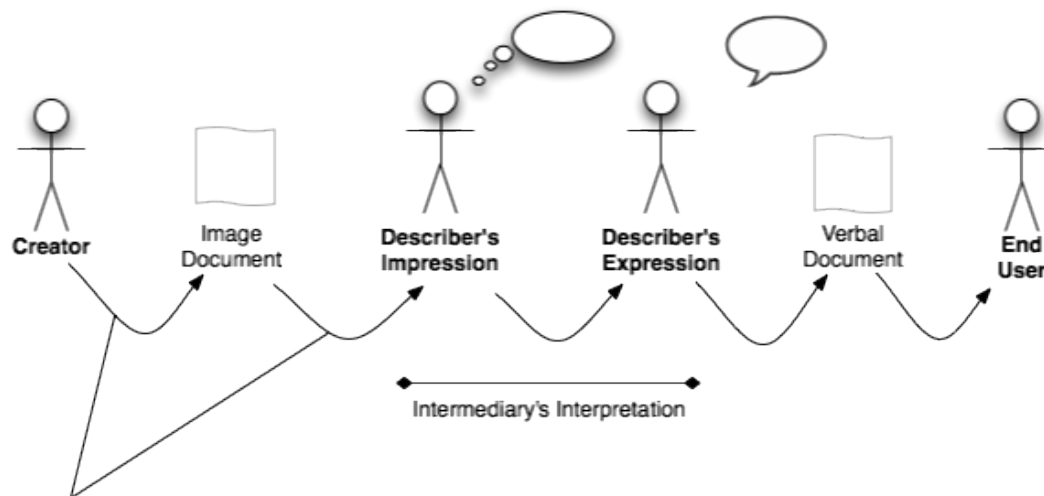 Creator
Image
Document
Describer's
Impression
Describer's
Expression
Verbal
Document
End
User
Intermediary's Interpretation